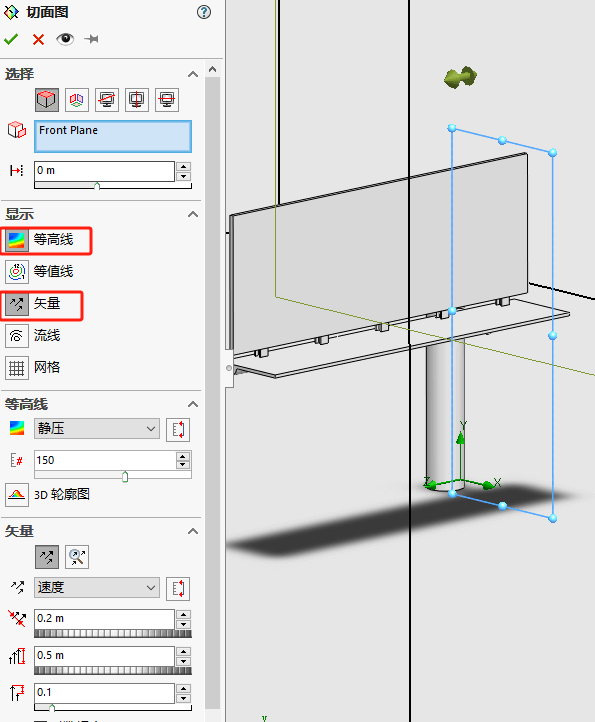 切面图
选择
Front Plane
0 m
显示
等高线
等值线
矢量
流线
网格
等高线
静压
150
3D 轮廓图
矢量
速度
0.2 m
0.5 m
0.1
Y
Z
X
y